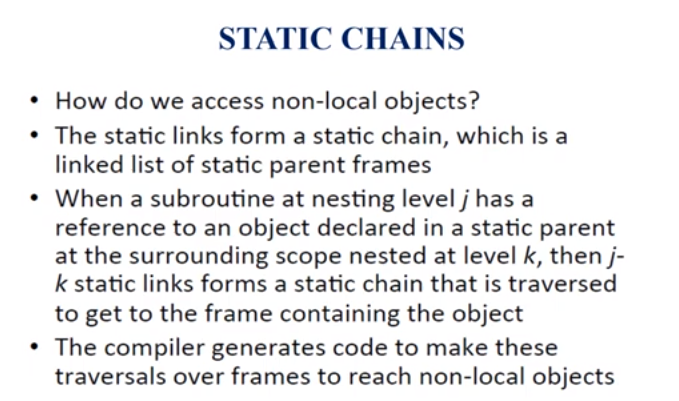 STATIC CHAINS
• How do we access non-local objects?
• The static links form a static chain, which is a
linked list of static parent frames
• When a subroutine at nesting level j has a
reference to an object declared in a static parent
at the surrounding scope nested at level k, then j-
k static links forms a static chain that is traversed
to get to the frame containing the object
• The compiler generates code to make these
traversals over frames to reach non-local objects